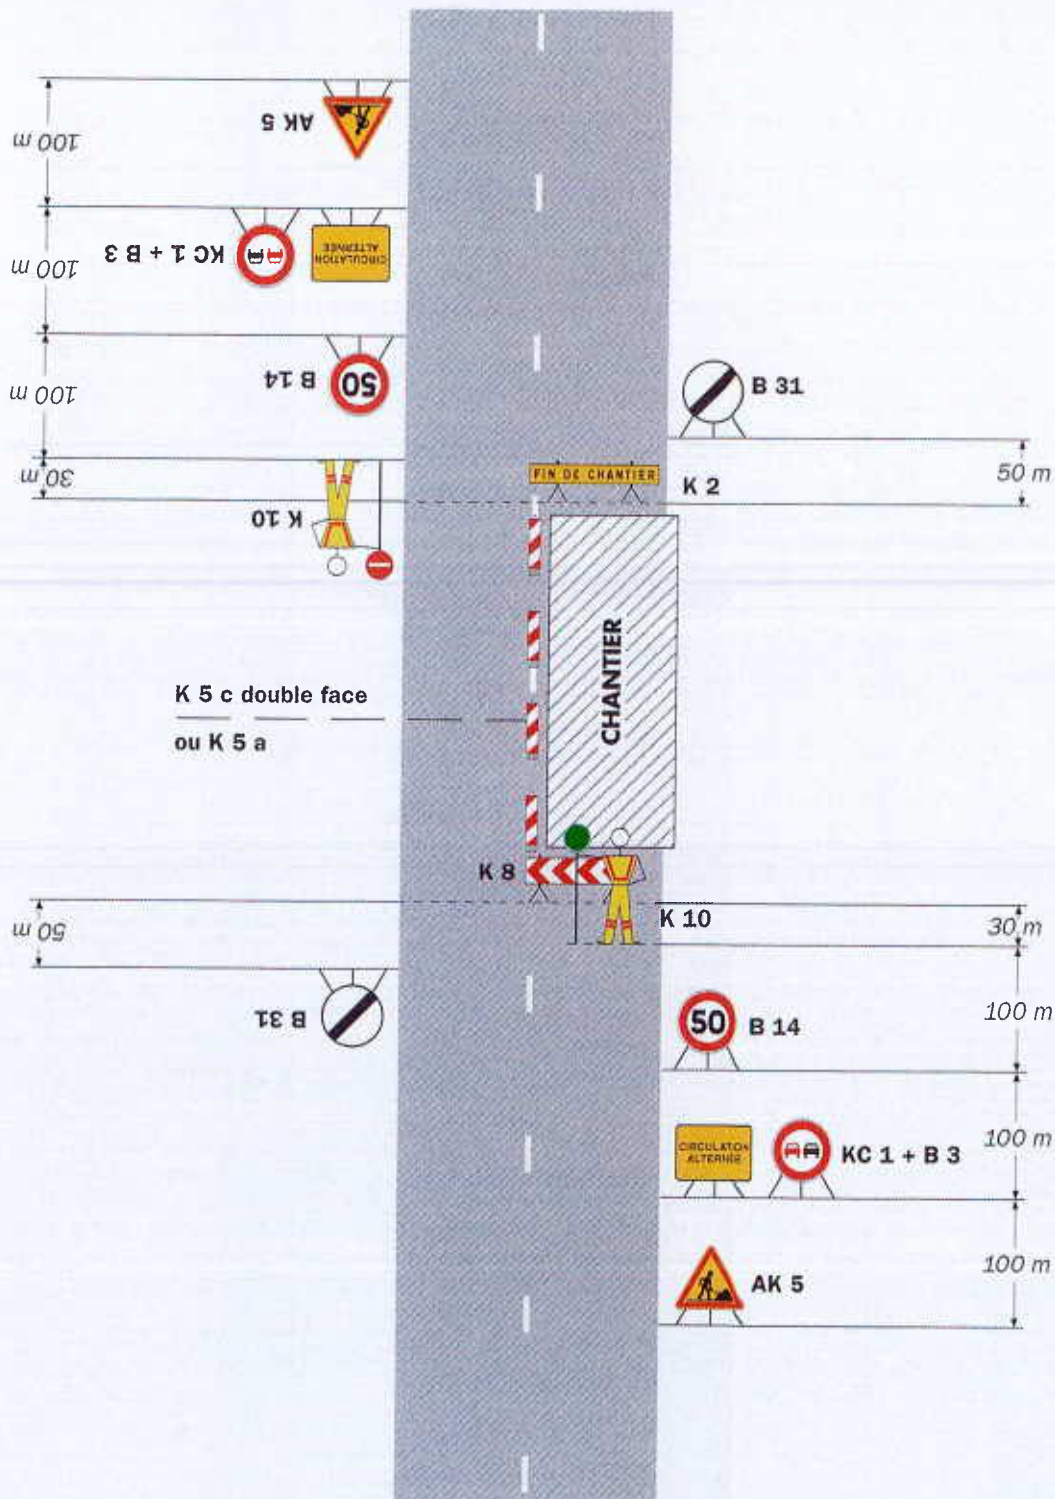 AK 5
100 m
KC 1 + B 3
CIRCULATION
ALTERNÉE
100 m
B 14
50
100 m
B 31
30 m
FIN DE CHANTIER
K 2
50 m
K 10
CHANTIER
K 5 c double face
ou K 5 a
K 8
K 10
30 m
50 m
B 31
50
B 14
100 m
CIRCULATION
ALTERNÉE
KC 1 + B 3
100 m
AK 5
100 m